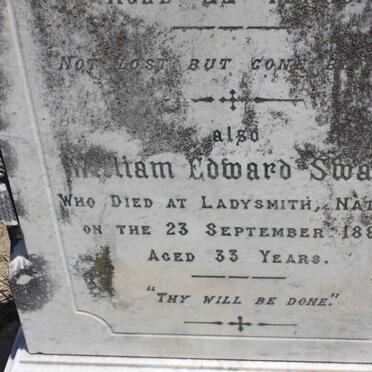 NOT LOST BUT GONE
also
William Edward
WHO DIED AT LADYSMITH,
ON THE 23 SEPTEMBER
AGED 33 YEARS.
"THY WILL BE DONE."